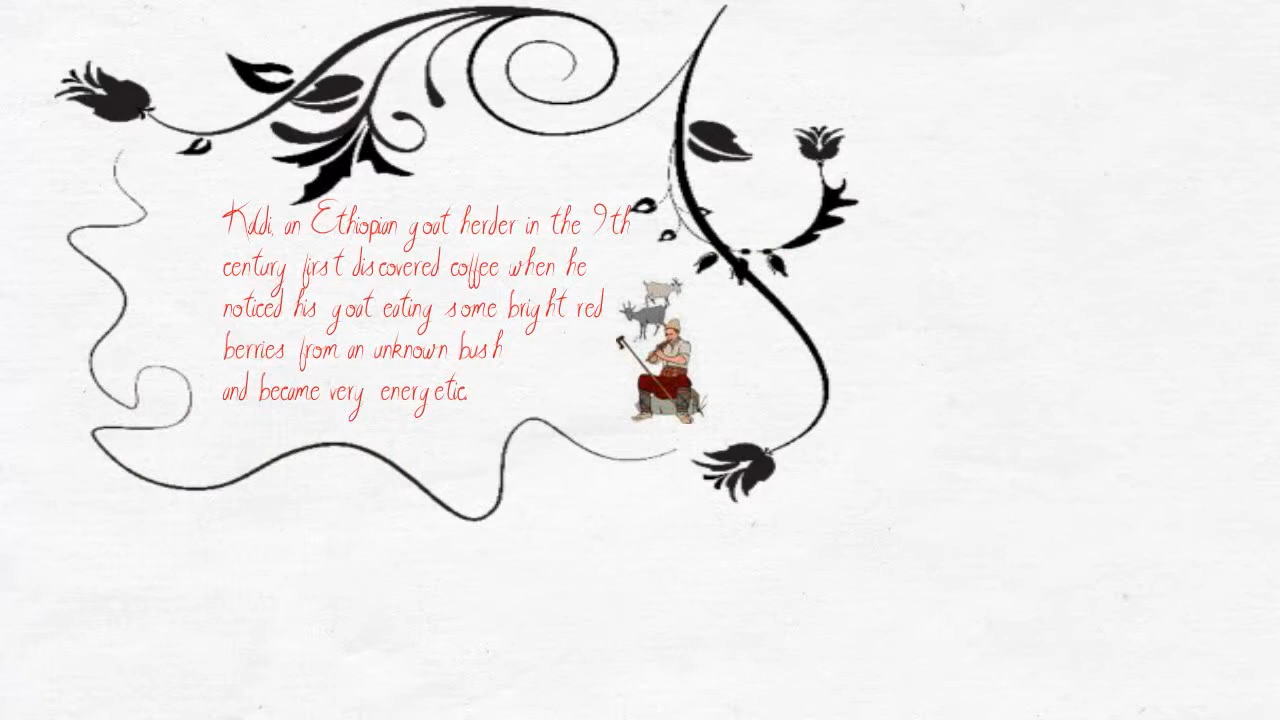 Kaldi, an Ethiopian goat herder in the 9th
century first discovered coffee when he
noticed his goat eating some bright red
berries from an unknown bush
and became very energetic.